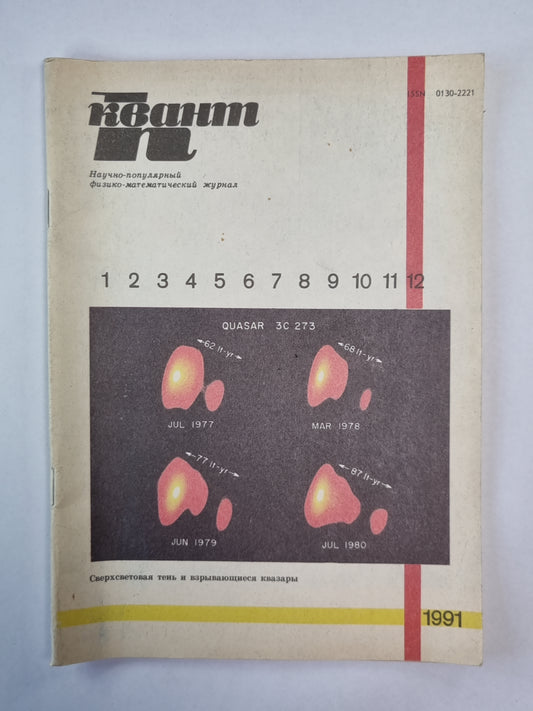 ISSN 0130-2221
квант
Научно-популярный
физико-математический журнал
1 2 3 4 5 6 7 8 9 10 11 12
QUASAR 3C 273
62 lt-yr
68 lt-yr
JUL 1977
MAR 1978
77 lt-yr
87 lt-yr
JUN 1979
JUL 1980
Сверхсветовая тень и взрывающиеся квазары
1991